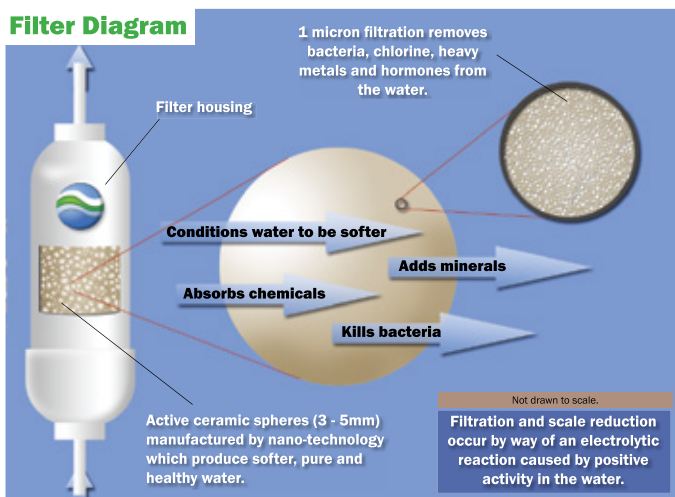 Filter Diagram
1 micron filtration removes
bacteria, chlorine, heavy
metals and hormones from
the water.
Filter housing
Conditions water to be softer
Adds minerals
Absorbs chemicals
Kills bacteria
Not drawn to scale.
Active ceramic spheres (3 - 5mm)
manufactured by nano-technology
which produce softer, pure and
healthy water.
Filtration and scale reduction
occur by way of an electrolytic
reaction caused by positive
activity in the water.